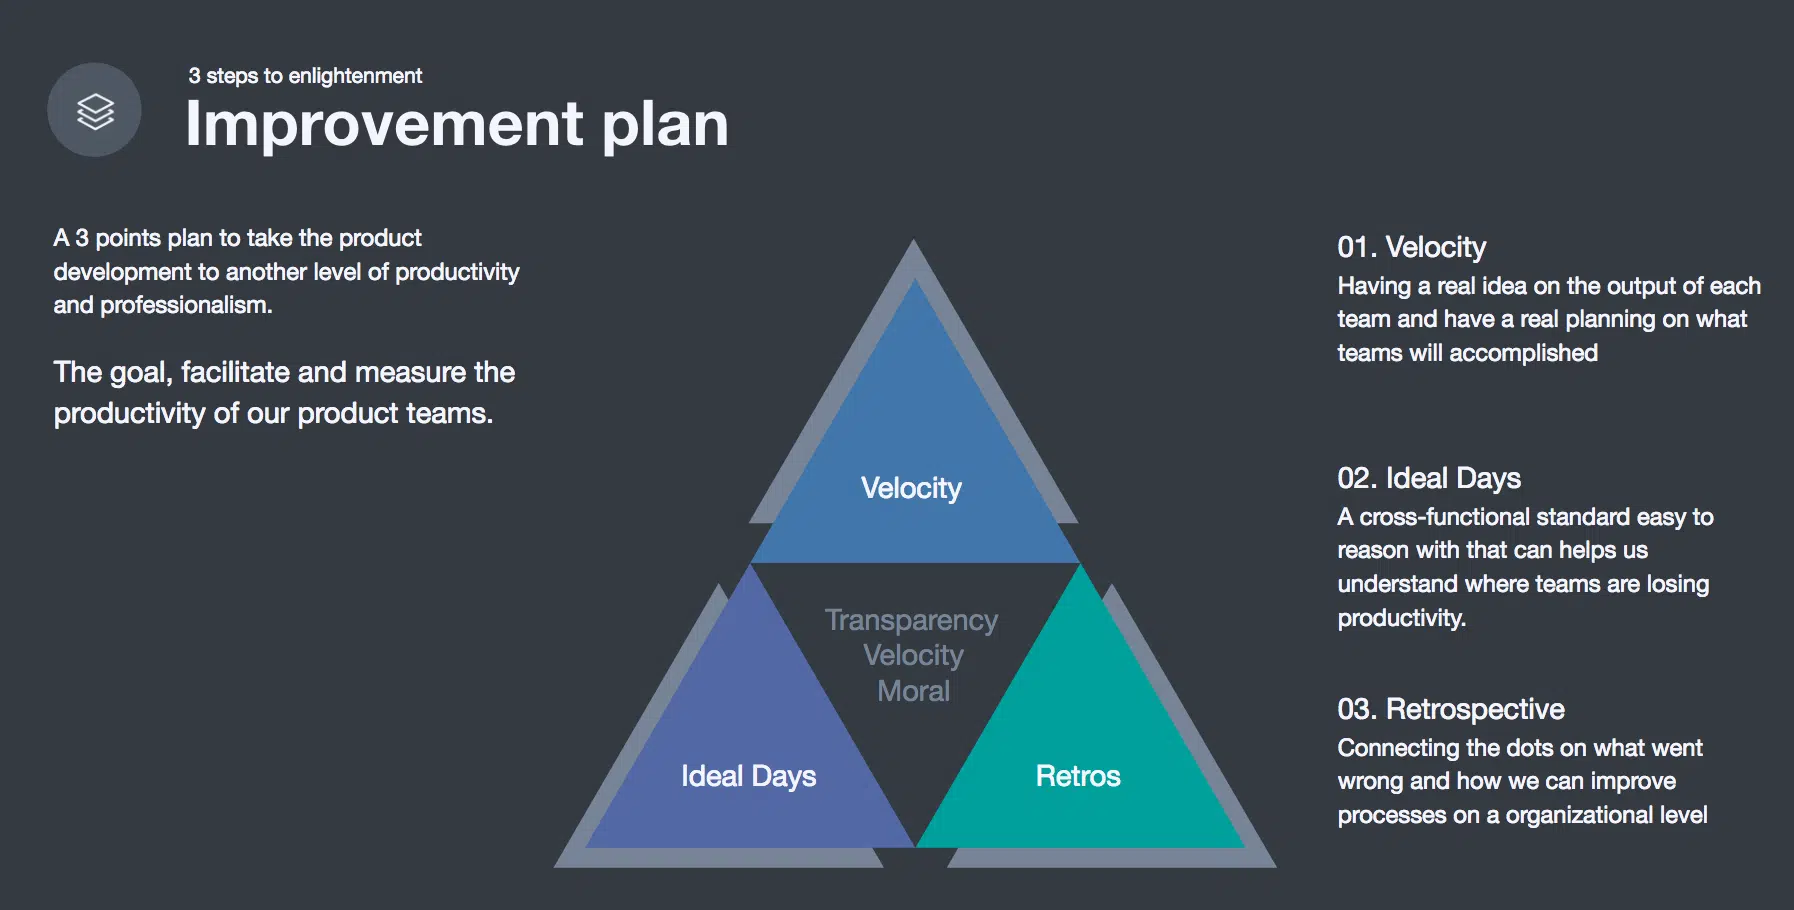 3 steps to enlightenment
Improvement plan
A 3 points plan to take the product
development to another level of productivity
and professionalism.
The goal, facilitate and measure the
productivity of our product teams.
Velocity
Transparency
Velocity
Moral
Ideal Days
Retros
01. Velocity
Having a real idea on the output of each
team and have a real planning on what
teams will accomplished
02. Ideal Days
A cross-functional standard easy to
reason with that can helps us
understand where teams are losing
productivity.
03. Retrospective
Connecting the dots on what went
wrong and how we can improve
processes on a organizational level